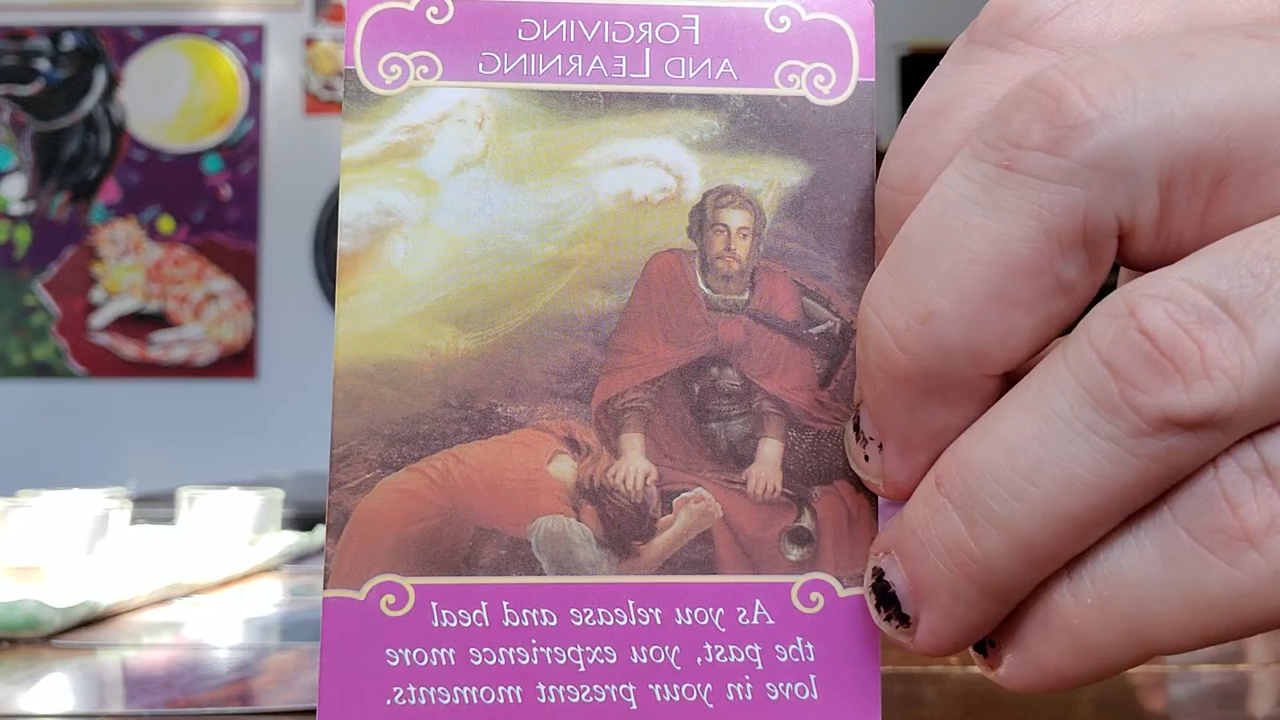 FORGIVING
AND LEARNING
As you release and heal
the past, you experience more
love in your present moments.